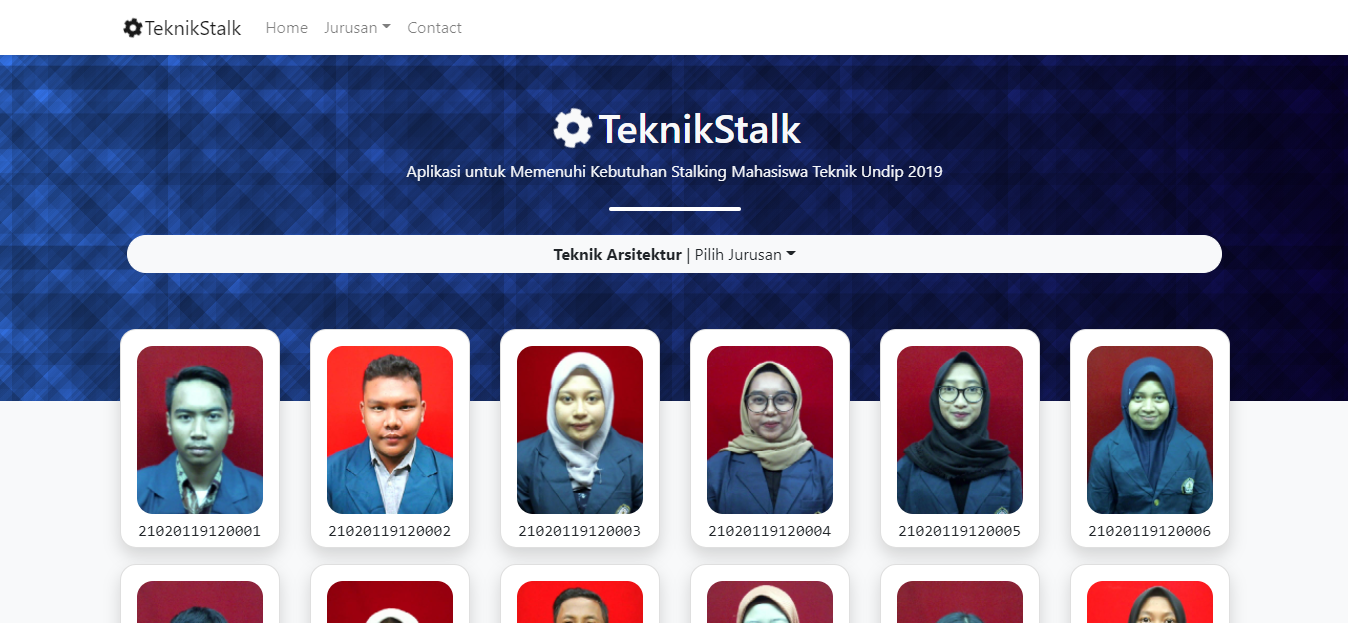 TeknikStalk Home Jurusan Contact
TeknikStalk
Aplikasi untuk Memenuhi Kebutuhan Stalking Mahasiswa Teknik Undip 2019
Teknik Arsitektur | Pilih Jurusan
21020119120001 21020119120002 21020119120003 21020119120004 21020119120005 21020119120006